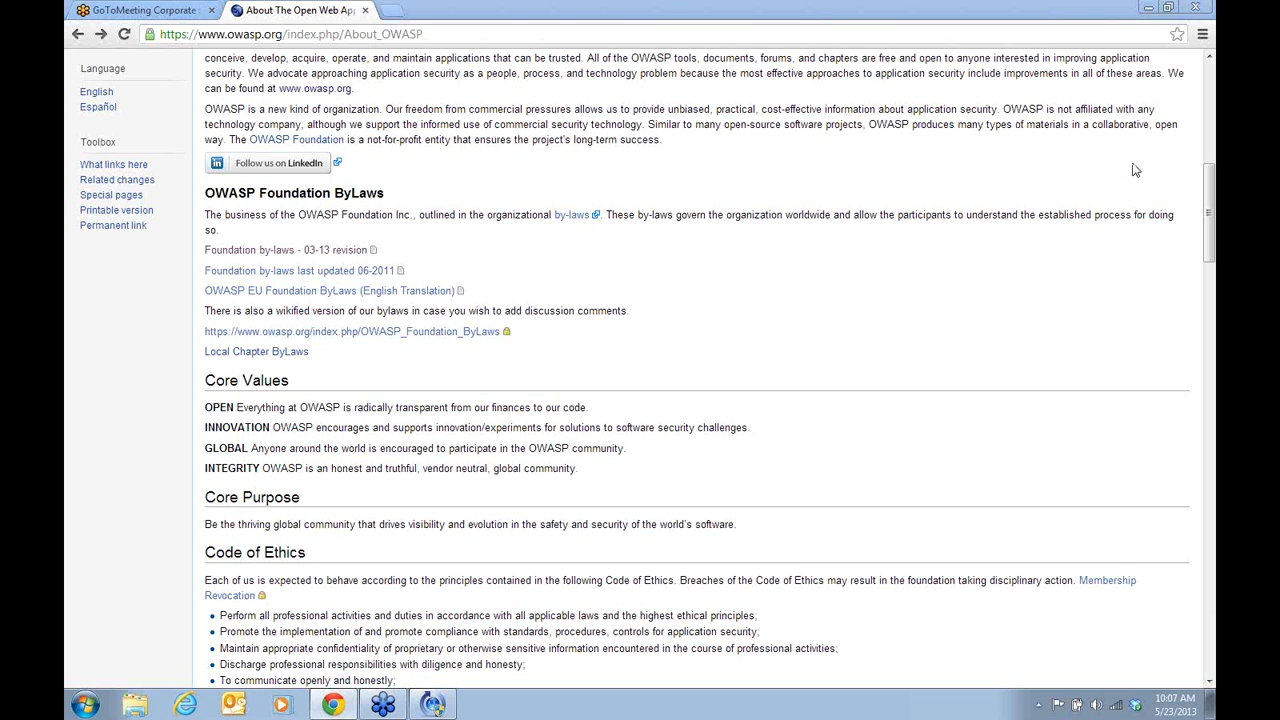 GoToMeeting Corporate
About The Open Web Ap
https://www.owasp.org/index.php/About_OWASP
Language
English
Español
Toolbox
What links here
Related changes
Special pages
Printable version
Permanent link
conceive, develop, acquire, operate, and maintain applications that can be trusted. All of the OWASP tools, documents, forums, and chapters are free and open to anyone interested in improving application
security. We advocate approaching application security as a people, process, and technology problem because the most effective approaches to application security include improvements in all of these areas. We
can be found at www.owasp.org.
OWASP is a new kind of organization. Our freedom from commercial pressures allows us to provide unbiased, practical, cost-effective information about application security. OWASP is not affiliated with any
technology company, although we support the informed use of commercial security technology. Similar to many open-source software projects, OWASP produces many types of materials in a collaborative, open
way. The OWASP Foundation is a not-for-profit entity that ensures the project's long-term success.
in Follow us on LinkedIn
OWASP Foundation ByLaws
The business of the OWASP Foundation Inc., outlined in the organizational by-laws. These by-laws govern the organization worldwide and allow the participants to understand the established process for doing
so.
Foundation by-laws - 03-13 revision
Foundation by-laws last updated 06-2011
OWASP EU Foundation ByLaws (English Translation)
There is also a wikified version of our bylaws in case you wish to add discussion comments.
https://www.owasp.org/index.php/OWASP_Foundation_ByLaws
Local Chapter ByLaws
Core Values
OPEN Everything at OWASP is radically transparent from our finances to our code.
INNOVATION OWASP encourages and supports innovation/experiments for solutions to software security challenges.
GLOBAL Anyone around the world is encouraged to participate in the OWASP community.
INTEGRITY OWASP is an honest and truthful, vendor neutral, global community.
Core Purpose
Be the thriving global community that drives visibility and evolution in the safety and security of the world's software.
Code of Ethics
Each of us is expected to behave according to the principles contained in the following Code of Ethics. Breaches of the Code of Ethics may result in the foundation taking disciplinary action. Membership
Revocation
• Perform all professional activities and duties in accordance with all applicable laws and the highest ethical principles;
• Promote the implementation of and promote compliance with standards, procedures, controls for application security;
• Maintain appropriate confidentiality of proprietary or otherwise sensitive information encountered in the course of professional activities;
• Discharge professional responsibilities with diligence and honesty;
• To communicate openly and honestly;
10:07 AM
5/23/2013